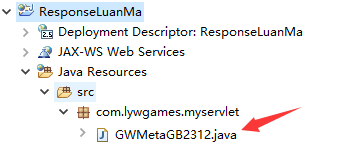 ResponseLuanMa
Deployment Descriptor: ResponseLuanMa
JAX-WS Web Services
Java Resources
src
com.lywgames.myservlet
GWMetaGB2312.java